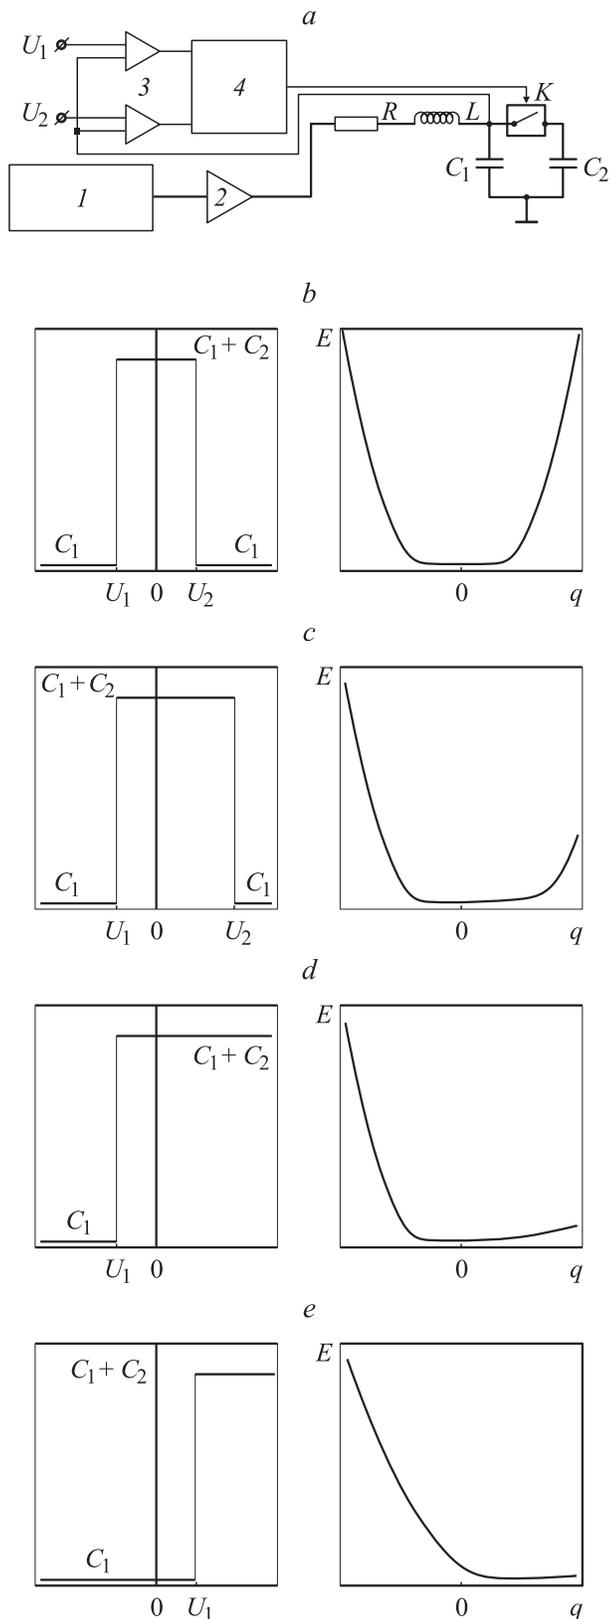 a
U₁
3
4
K
U₂
R
L
C₁
C₂
1
2
b
C₁ + C₂
E
C₁
C₁
U₁ 0 U₂
0 q
c
C₁ + C₂
E
C₁
C₁
U₁ 0 U₂
0 q
d
E
C₁ + C₂
C₁
U₁ 0
0 q
e
C₁ + C₂
E
C₁
0 U₁
0 q